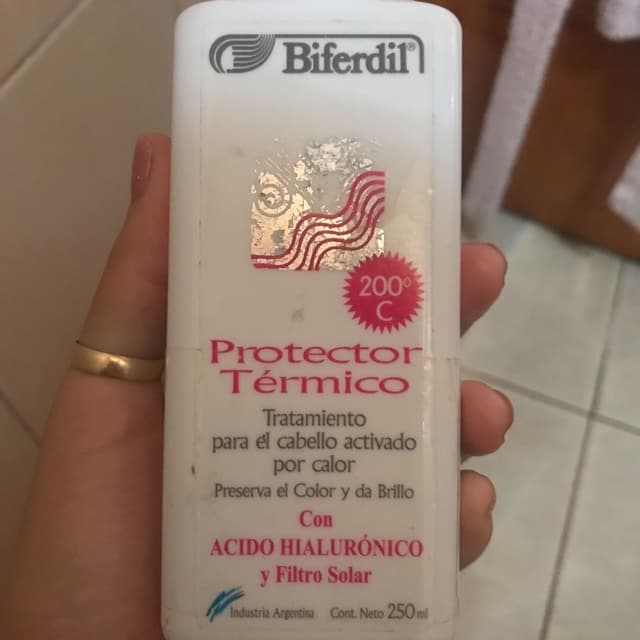 Biferdil®
200°
C
Protector
Térmico
Tratamiento
para el cabello activado
por calor
Preserva el Color y da Brillo
Con
ACIDO HIALURÓNICO
y Filtro Solar
Industria Argentina Cont. Neto 250 ml